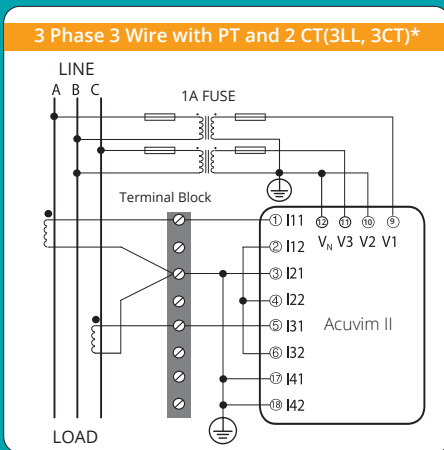 3 Phase 3 Wire with PT and 2 CT(3LL, 3CT)*
LINE
A B C
1A FUSE
Terminal Block
12 11 10 9
VN V3 V2 V1
1 I11
2 I12
3 I21
4 I22
5 I31
Acuvim II
6 I32
17 I41
18 I42
LOAD